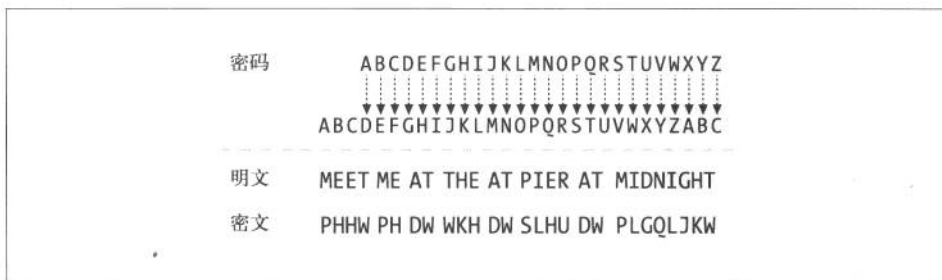 密码 ABCDEFGHIJKLMNOPQRSTUVWXYZ
ABCDEFGHIJKLMNOPQRSTUVWXYZABC
明文 MEET ME AT THE AT PIER AT MIDNIGHT
密文 PHHW PH DW WKH DW SLHU DW PLGQLJKW